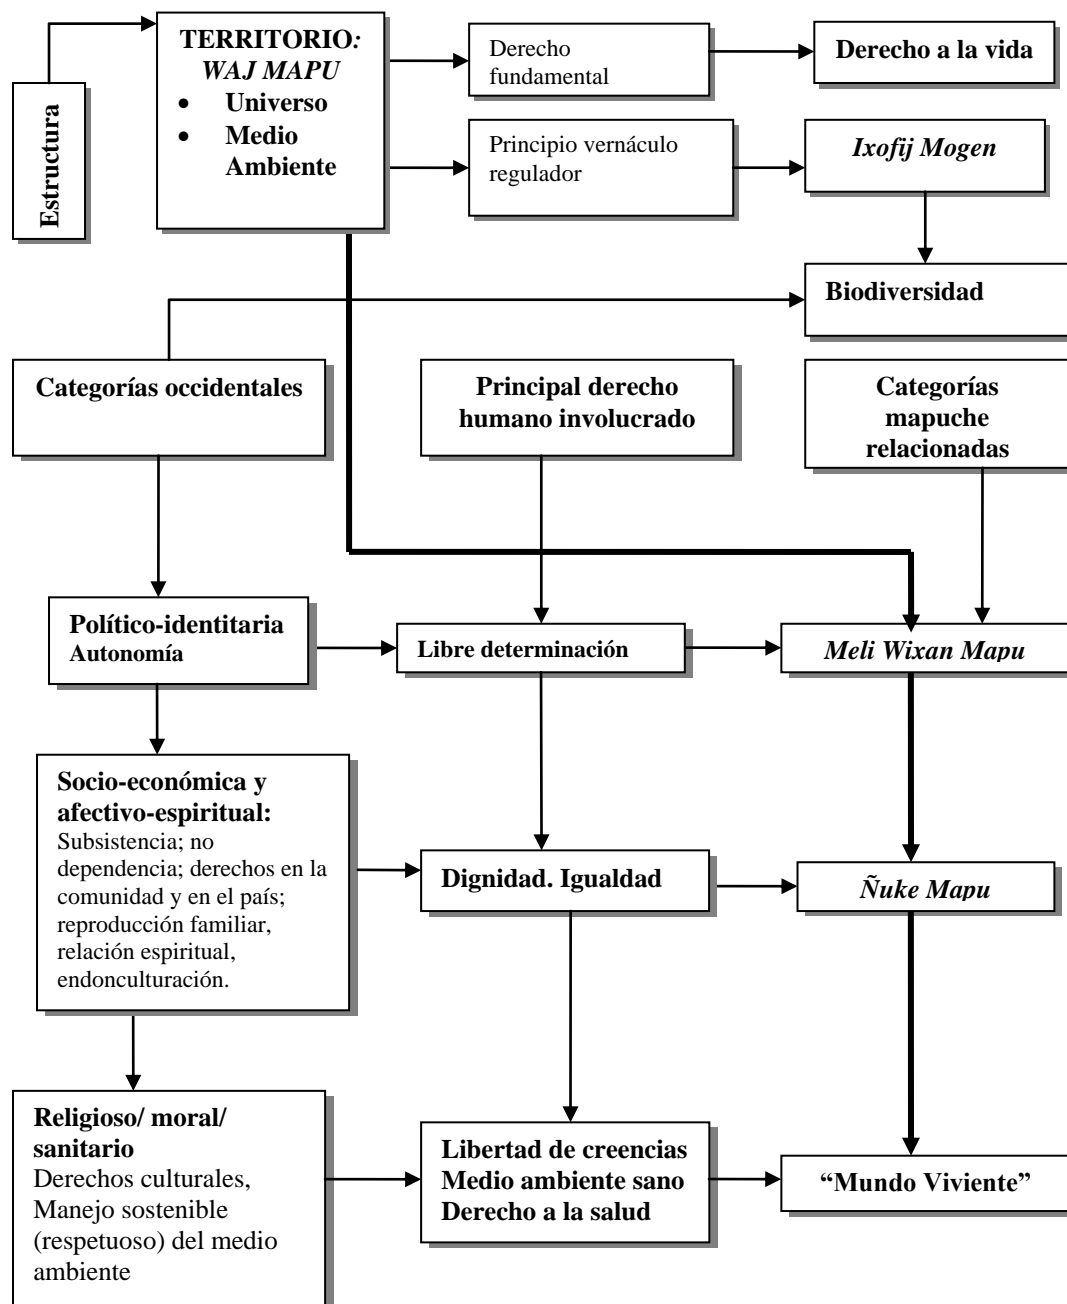 Estructura
TERRITORIO:
WAJ MAPU
• Universo
• Medio
Ambiente
Derecho
fundamental
Derecho a la vida
Principio vernáculo
regulador
Ixofij Mogen
Biodiversidad
Categorías occidentales
Principal derecho
humano involucrado
Categorías
mapuche
relacionadas
Político-identitaria
Autonomía
Libre determinación
Meli Wixan Mapu
Socio-económica y
afectivo-espiritual:
Subsistencia; no
dependencia; derechos en la
comunidad y en el país;
reproducción familiar,
relación espiritual,
endonculturación.
Dignidad. Igualdad
Ñuke Mapu
Religioso/ moral/
sanitario
Derechos culturales,
Manejo sostenible
(respetuoso) del medio
ambiente
Libertad de creencias
Medio ambiente sano
Derecho a la salud
“Mundo Viviente”